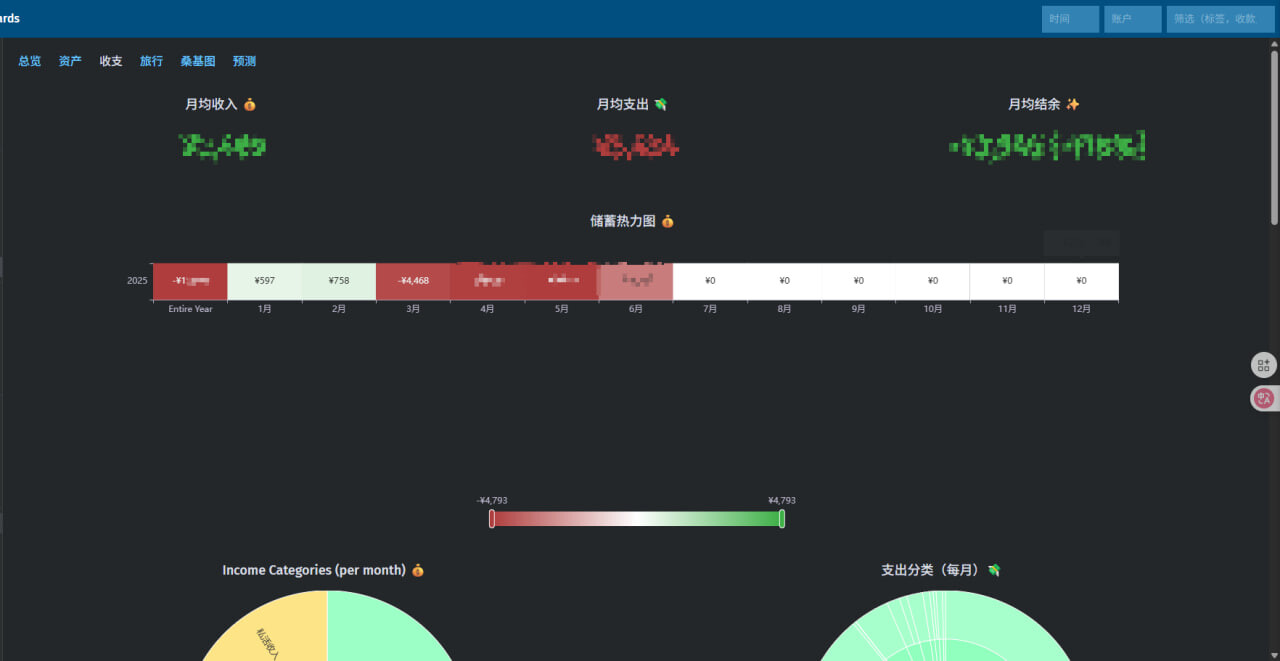 ards
时间 账户 筛选（标签，收款
总览 资产 收支 旅行 桑基图 预测
月均收入 💰 月均支出 💸 月均结余 ✨
储蓄热力图 💰
2025 ¥597 ¥758 -¥4,468 ¥0 ¥0 ¥0 ¥0 ¥0 ¥0
Entire Year 1月 2月 3月 4月 5月 6月 7月 8月 9月 10月 11月 12月
-¥4,793 ¥4,793
Income Categories (per month) 💰 支出分类（每月）💸
私活收入